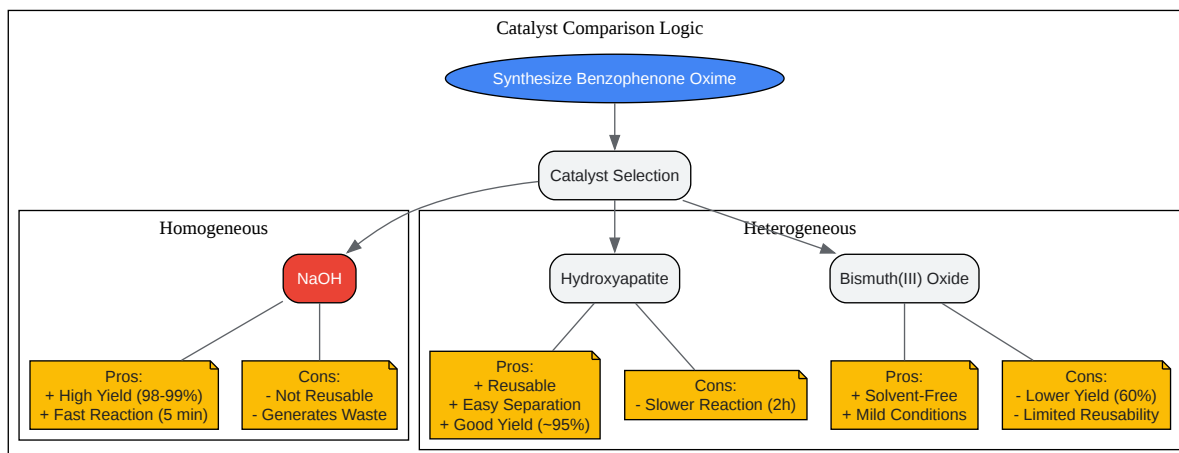 Catalyst Comparison Logic
Synthesize Benzophenone Oxime
Catalyst Selection
Homogeneous
NaOH
Pros:
+ High Yield (98-99%)
+ Fast Reaction (5 min)
Cons:
- Not Reusable
- Generates Waste
Heterogeneous
Hydroxyapatite
Pros:
+ Reusable
+ Easy Separation
+ Good Yield (~95%)
Cons:
- Slower Reaction (2h)
Bismuth(III) Oxide
Pros:
+ Solvent-Free
+ Mild Conditions
Cons:
- Lower Yield (60%)
- Limited Reusability